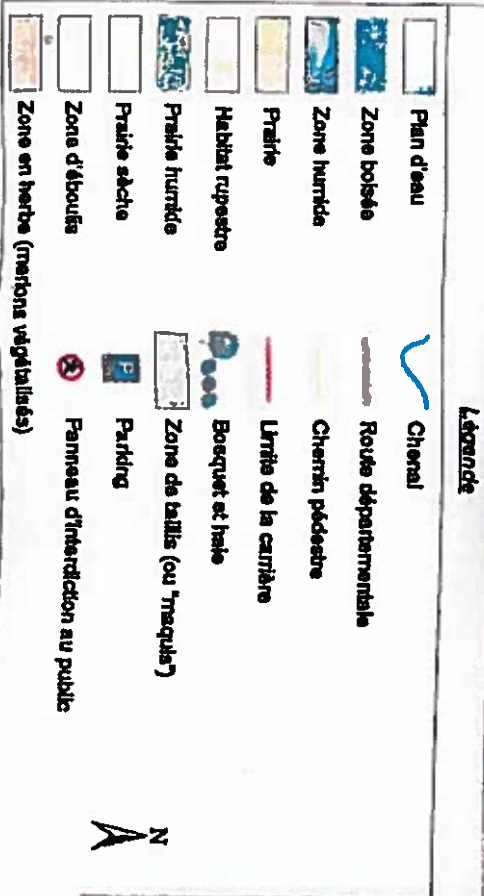 Légende
Plan d'eau
Zone boisée
Zone humide
Prairie
Habitat rupestre
Prairie humide
Prairie sèche
Zone d'éboulis
Zone en herbe (merlons végétalisés)
Chenal
Route départementale
Chemin pédestre
Limite de la carrière
Bosquet et haie
Zone de taillis (ou "maquis")
P Parking
Panneau d'interdiction au public
N